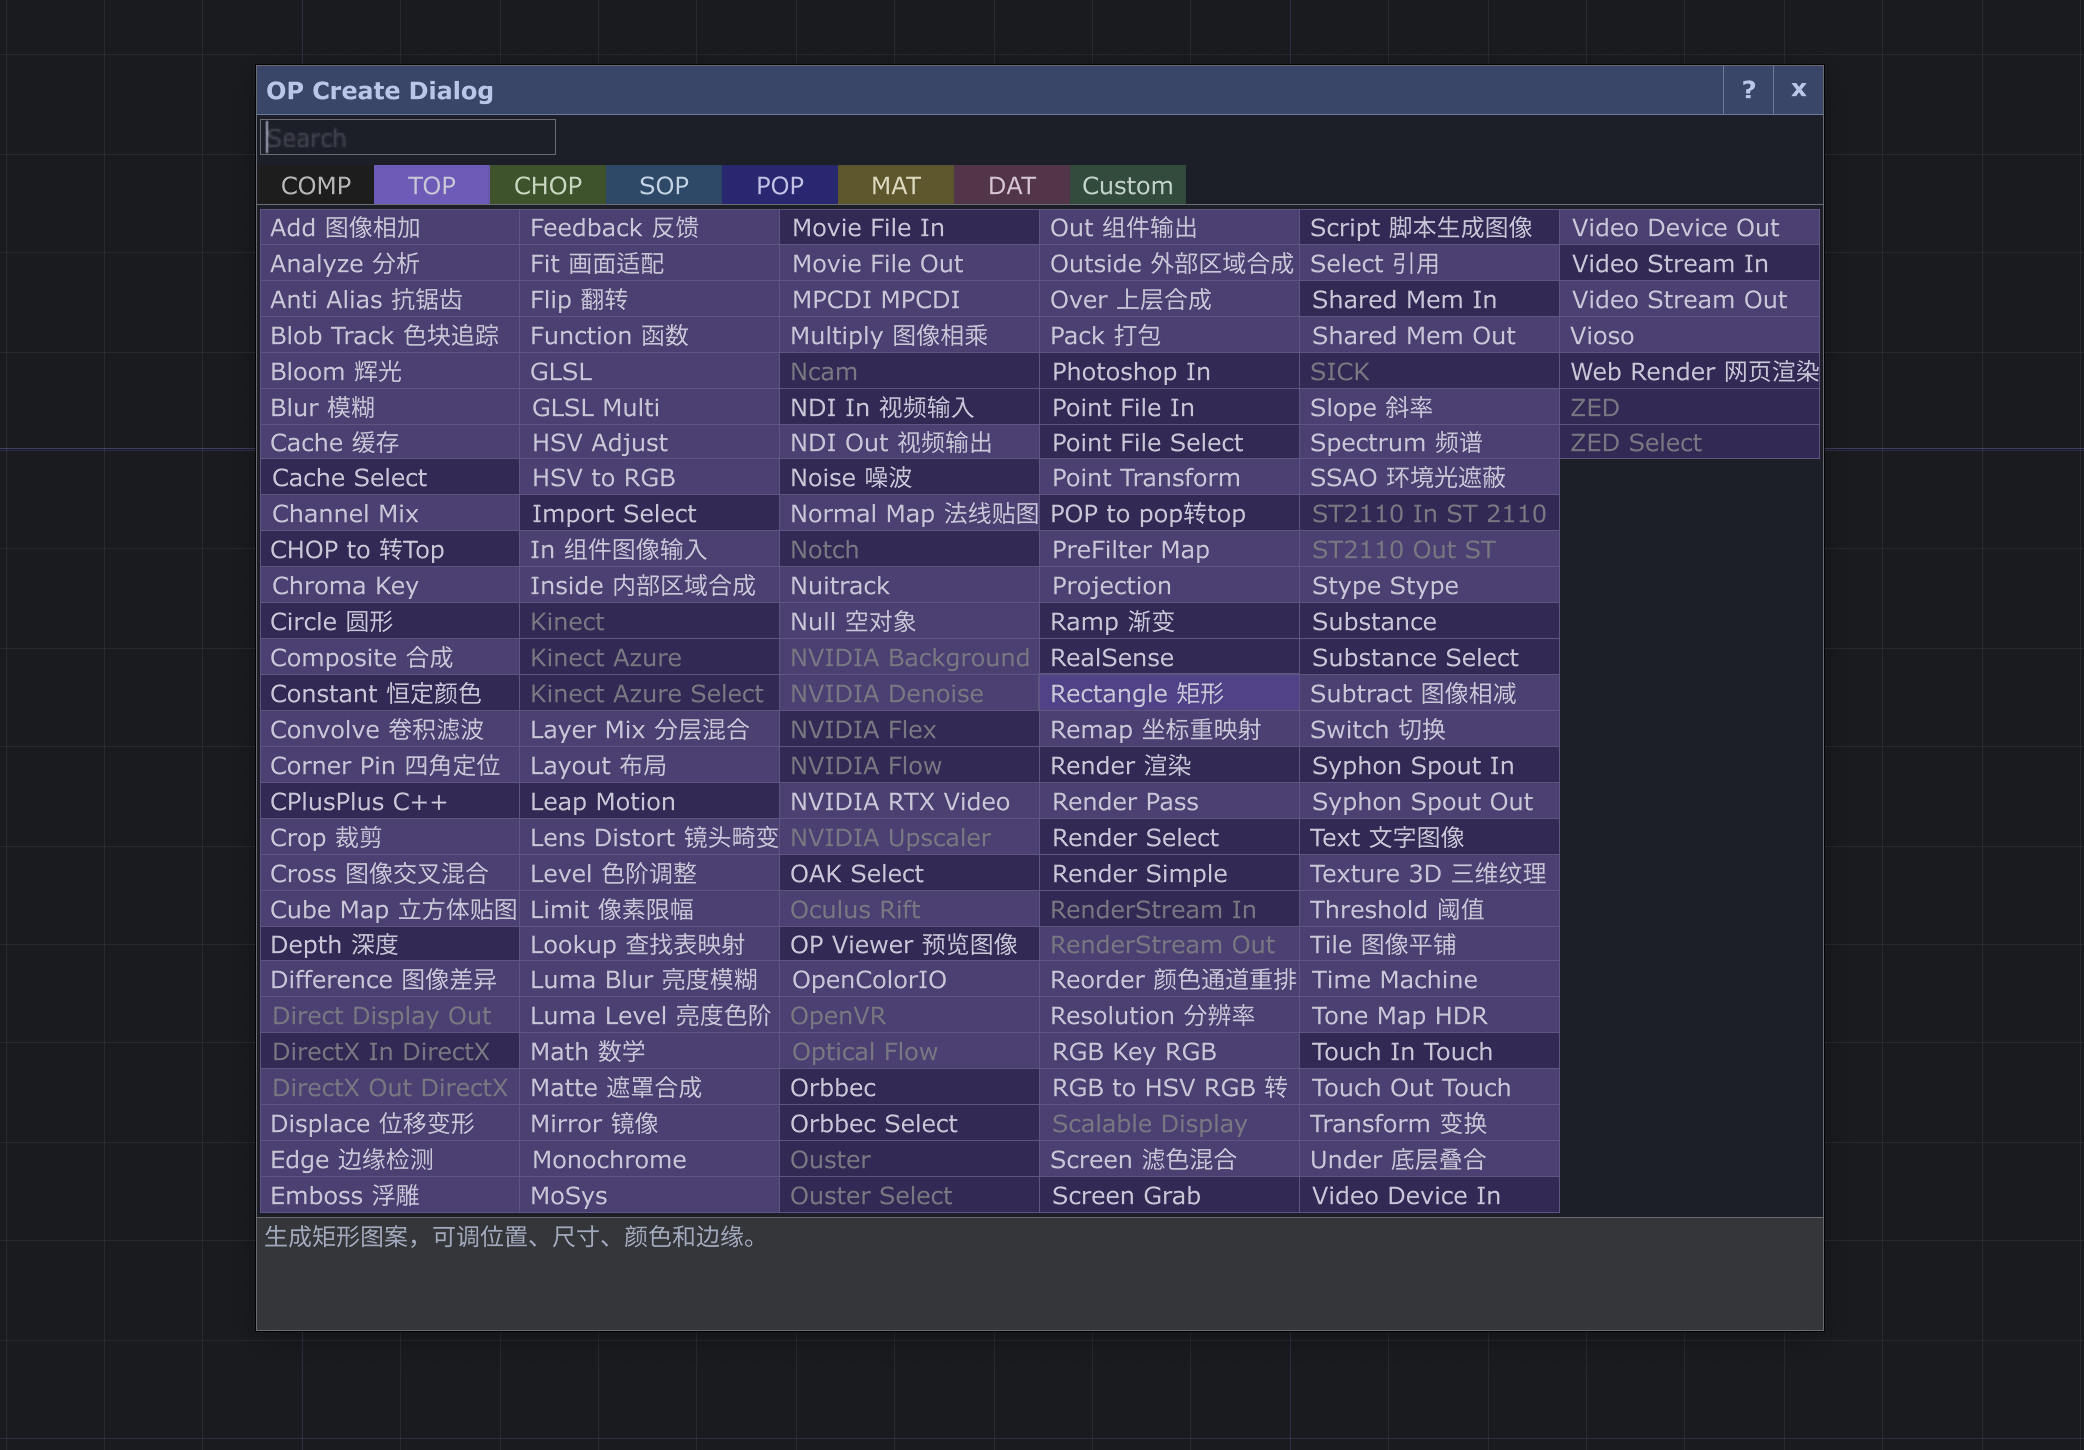 OP Create Dialog
?
x
Search
COMP
TOP
CHOP
SOP
POP
MAT
DAT
Custom
Add 图像相加
Analyze 分析
Anti Alias 抗锯齿
Blob Track 色块追踪
Bloom 辉光
Blur 模糊
Cache 缓存
Cache Select
Channel Mix
CHOP to 转Top
Chroma Key
Circle 圆形
Composite 合成
Constant 恒定颜色
Convolve 卷积滤波
Corner Pin 四角定位
CPlusPlus C++
Crop 裁剪
Cross 图像交叉混合
Cube Map 立方体贴图
Depth 深度
Difference 图像差异
Direct Display Out
DirectX In DirectX
DirectX Out DirectX
Displace 位移变形
Edge 边缘检测
Emboss 浮雕
Feedback 反馈
Fit 画面适配
Flip 翻转
Function 函数
GLSL
GLSL Multi
HSV Adjust
HSV to RGB
Import Select
In 组件图像输入
Inside 内部区域合成
Kinect
Kinect Azure
Kinect Azure Select
Layer Mix 分层混合
Layout 布局
Leap Motion
Lens Distort 镜头畸变
Level 色阶调整
Limit 像素限幅
Lookup 查找表映射
Luma Blur 亮度模糊
Luma Level 亮度色阶
Math 数学
Matte 遮罩合成
Mirror 镜像
Monochrome
MoSys
Movie File In
Movie File Out
MPCDI MPCDI
Multiply 图像相乘
Ncam
NDI In 视频输入
NDI Out 视频输出
Noise 噪波
Normal Map 法线贴图
Notch
Nuitrack
Null 空对象
NVIDIA Background
NVIDIA Denoise
NVIDIA Flex
NVIDIA Flow
NVIDIA RTX Video
NVIDIA Upscaler
OAK Select
Oculus Rift
OP Viewer 预览图像
OpenColorIO
OpenVR
Optical Flow
Orbbec
Orbbec Select
Ouster
Ouster Select
Out 组件输出
Outside 外部区域合成
Over 上层合成
Pack 打包
Photoshop In
Point File In
Point File Select
Point Transform
POP to pop转top
PreFilter Map
Projection
Ramp 渐变
RealSense
Rectangle 矩形
Remap 坐标重映射
Render 渲染
Render Pass
Render Select
Render Simple
RenderStream In
RenderStream Out
Reorder 颜色通道重排
Resolution 分辨率
RGB Key RGB
RGB to HSV RGB 转
Scalable Display
Screen 滤色混合
Screen Grab
Script 脚本生成图像
Select 引用
Shared Mem In
Shared Mem Out
SICK
Slope 斜率
Spectrum 频谱
SSAO 环境光遮蔽
ST2110 In ST 2110
ST2110 Out ST
Stype Stype
Substance
Substance Select
Subtract 图像相减
Switch 切换
Syphon Spout In
Syphon Spout Out
Text 文字图像
Texture 3D 三维纹理
Threshold 阈值
Tile 图像平铺
Time Machine
Tone Map HDR
Touch In Touch
Touch Out Touch
Transform 变换
Under 底层叠合
Video Device In
Video Device Out
Video Stream In
Video Stream Out
Vioso
Web Render 网页渲染
ZED
ZED Select
生成矩形图案，可调位置、尺寸、颜色和边缘。